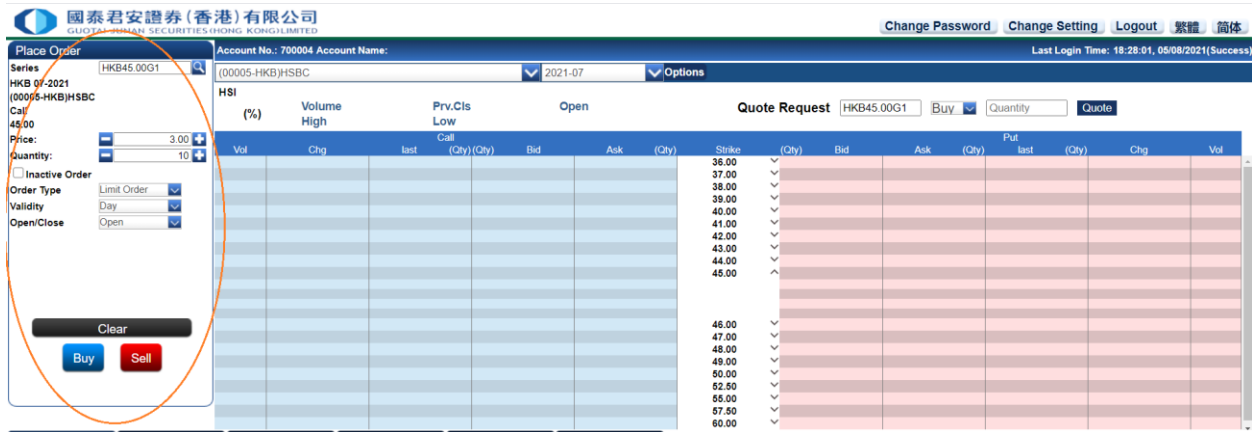 國泰君安證券(香港)有限公司
GUOTAI JUNAN SECURITIES(HONG KONG)LIMITED
Change Password Change Setting Logout 繁體 简体
Place Order
Account No.: 700004 Account Name:
Last Login Time: 18:28:01, 05/08/2021(Success)
Series HKB45.00G1
HKB 07-2021
(00005-HKB)HSBC
Call
45.00
Price: 3.00
Quantity: 10
Inactive Order
Order Type Limit Order
Validity Day
Open/Close Open
Clear
Buy Sell
(00005-HKB)HSBC 2021-07 Options
HSI
(%) Volume Prv.Cls Open
High Low
Quote Request HKB45.00G1 Buy Quantity Quote
Call Put
Vol Chg last (Qty)(Qty) Bid Ask (Qty) Strike (Qty) Bid Ask (Qty) last (Qty) Chg Vol
36.00
37.00
38.00
39.00
40.00
41.00
42.00
43.00
44.00
45.00
46.00
47.00
48.00
49.00
50.00
52.50
55.00
57.50
60.00